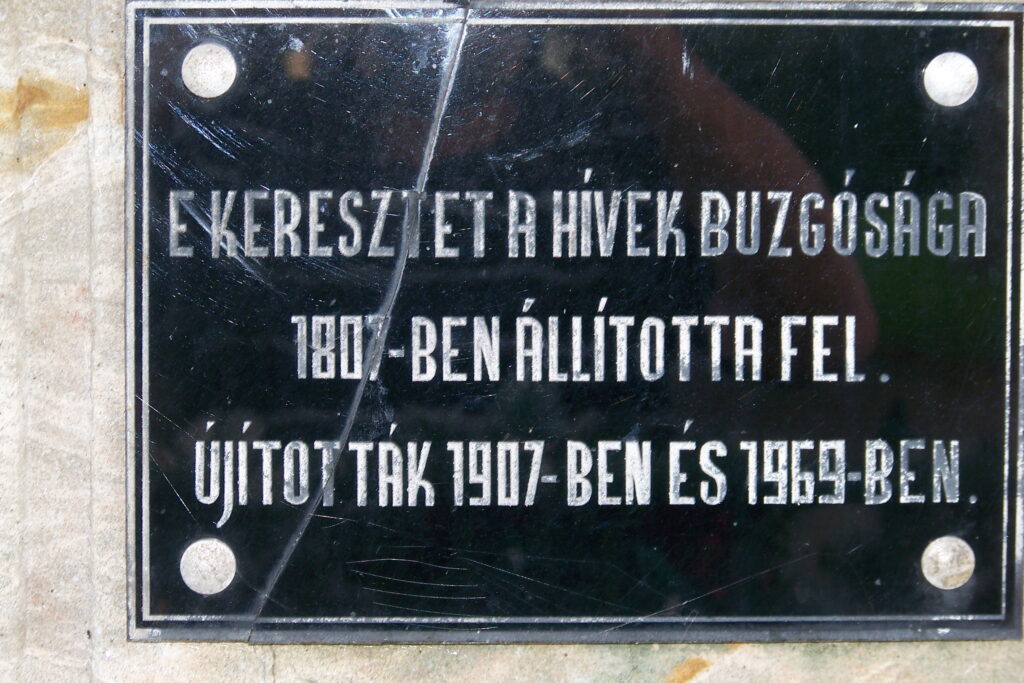 E KERESZTET A HÍVEK BUZGÓSÁGA
1807-BEN ÁLLÍTOTTA FEL.
ÚJÍTOTTÁK 1907-BEN ÉS 1969-BEN.